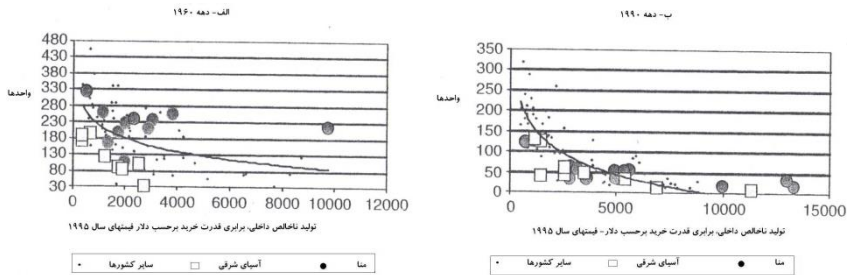 الف- دهه ۱۹۶۰
480
430
380
330
280
230
180
130
80
30
واحدها
0 2000 4000 6000 8000 10000 12000
تولید ناخالص داخلی، برابری قدرت خرید برحسب دلار قیمتهای سال ۱۹۹۵
منا آسیای شرقی سایر کشورها
ب- دهه ۱۹۹۰
350
300
250
200
150
100
50
0
واحدها
0 5000 10000 15000
تولید ناخالص داخلی، برابری قدرت خرید برحسب دلار- قیمتهای سال ۱۹۹۵
منا آسیای شرقی سایر کشورها